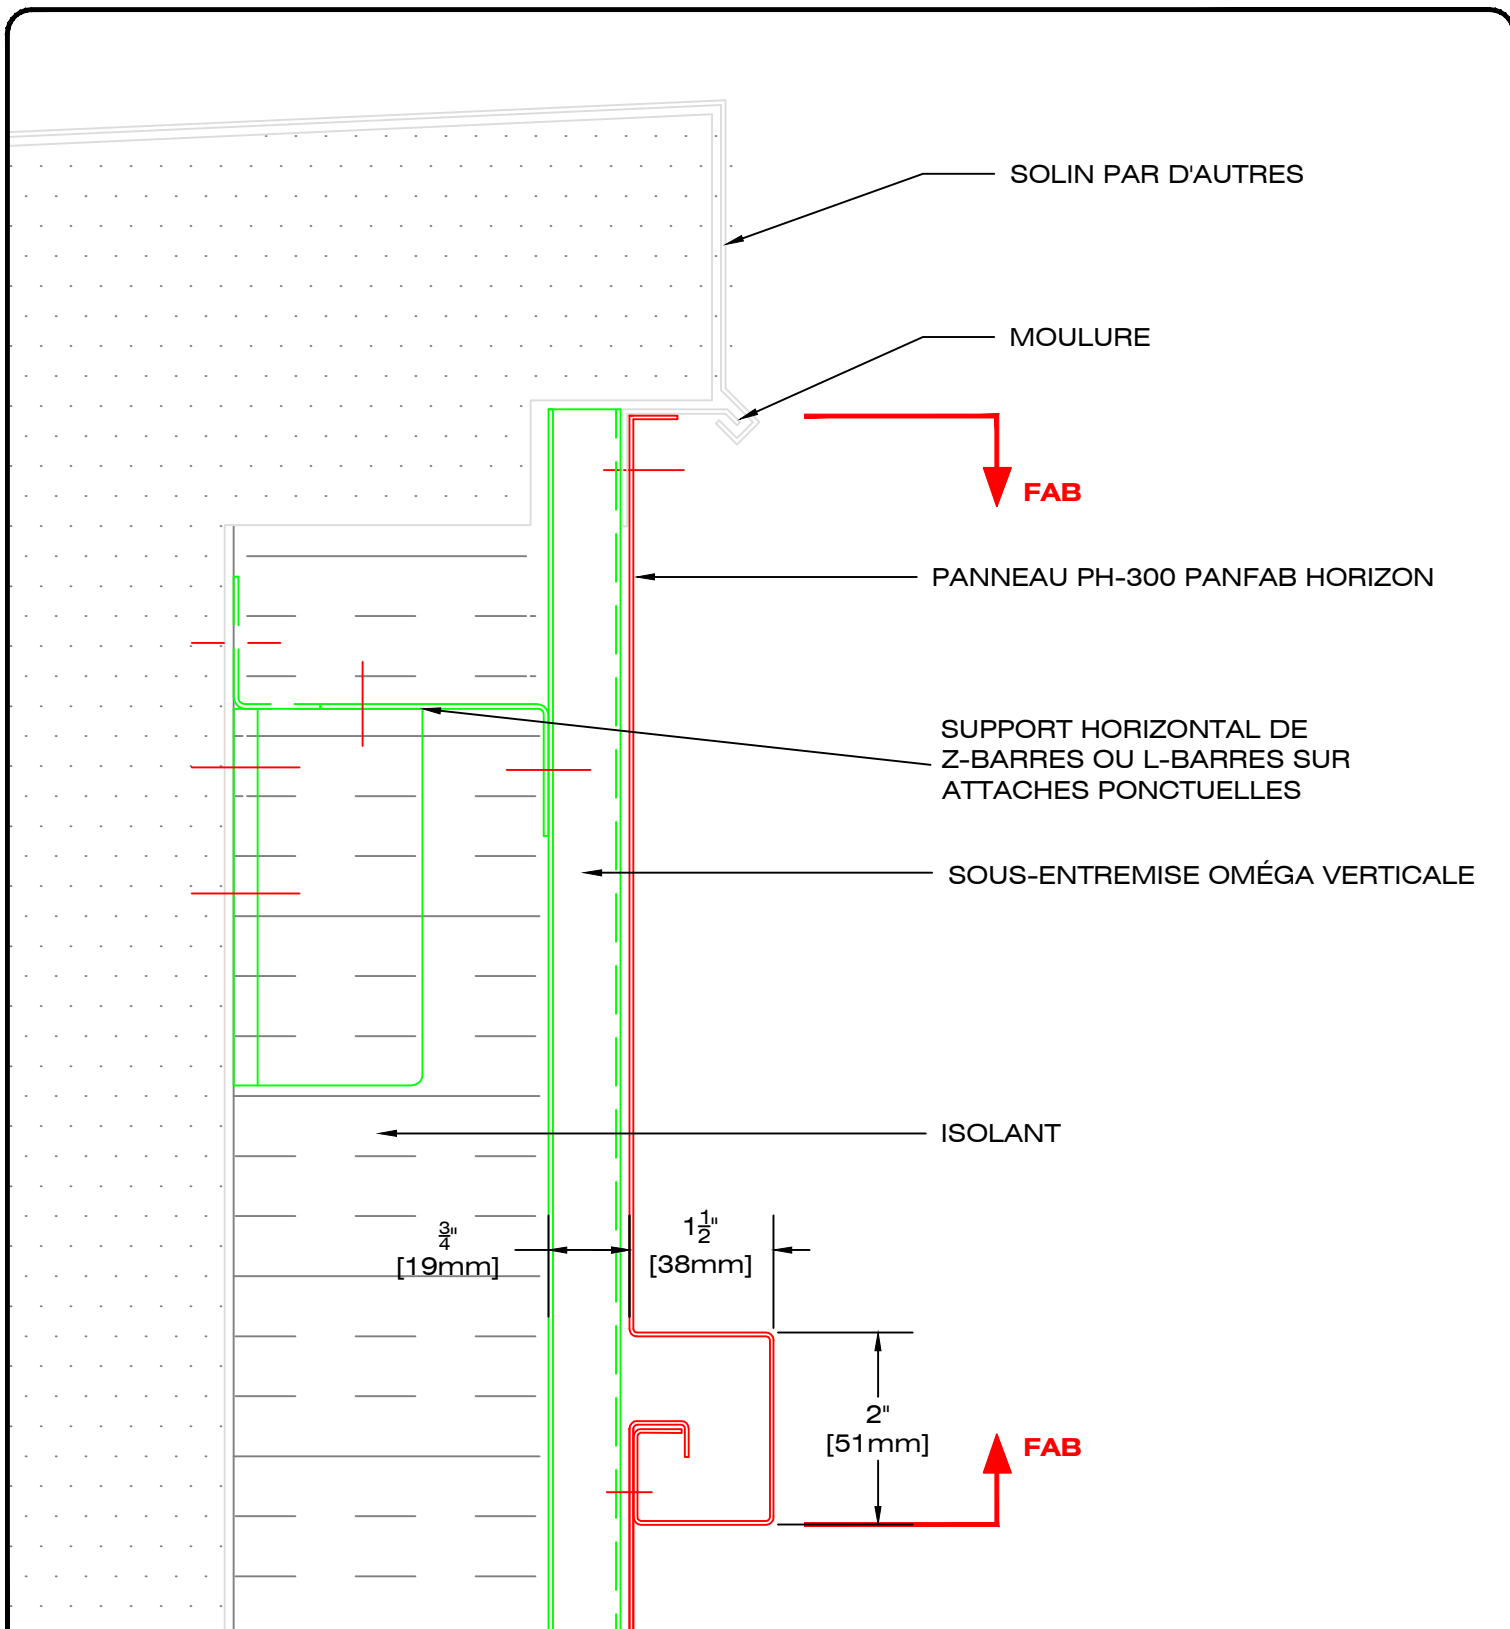 SOLIN PAR D'AUTRES
MOULURE
FAB
PANNEAU PH-300 PANFAB HORIZON
SUPPORT HORIZONTAL DE
Z-BARRES OU L-BARRES SUR
ATTACHES PONCTUELLES
SOUS-ENTREMISE OMÉGA VERTICALE
ISOLANT
3/4"
[19mm]
1 1/2"
[38mm]
2"
[51mm]
FAB